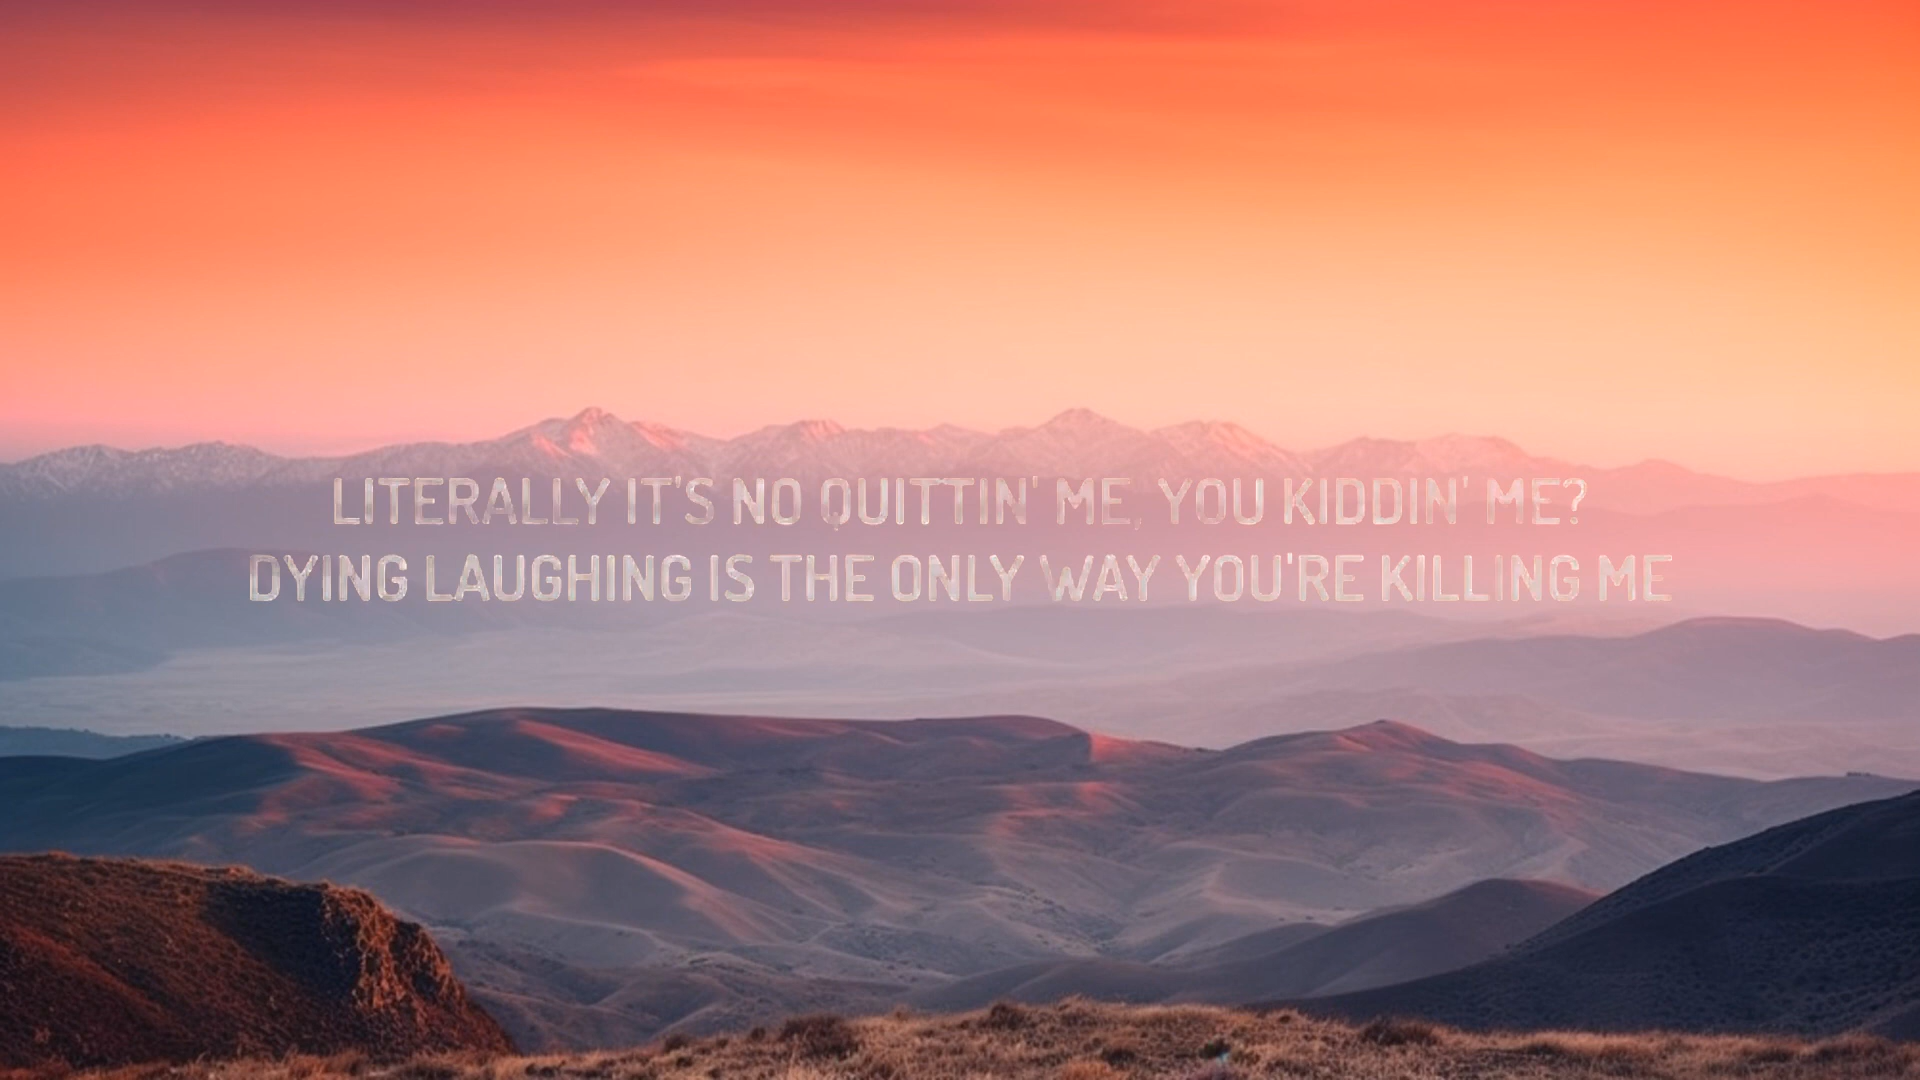 LITERALLY IT'S NO QUITTIN' ME, YOU KIDDIN' ME?
DYING LAUGHING IS THE ONLY WAY YOU'RE KILLING ME